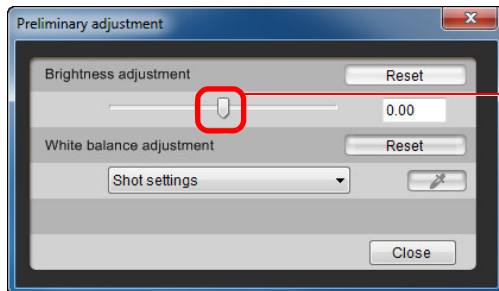 Preliminary adjustment
Brightness adjustment Reset
0.00
White balance adjustment Reset
Shot settings
Close